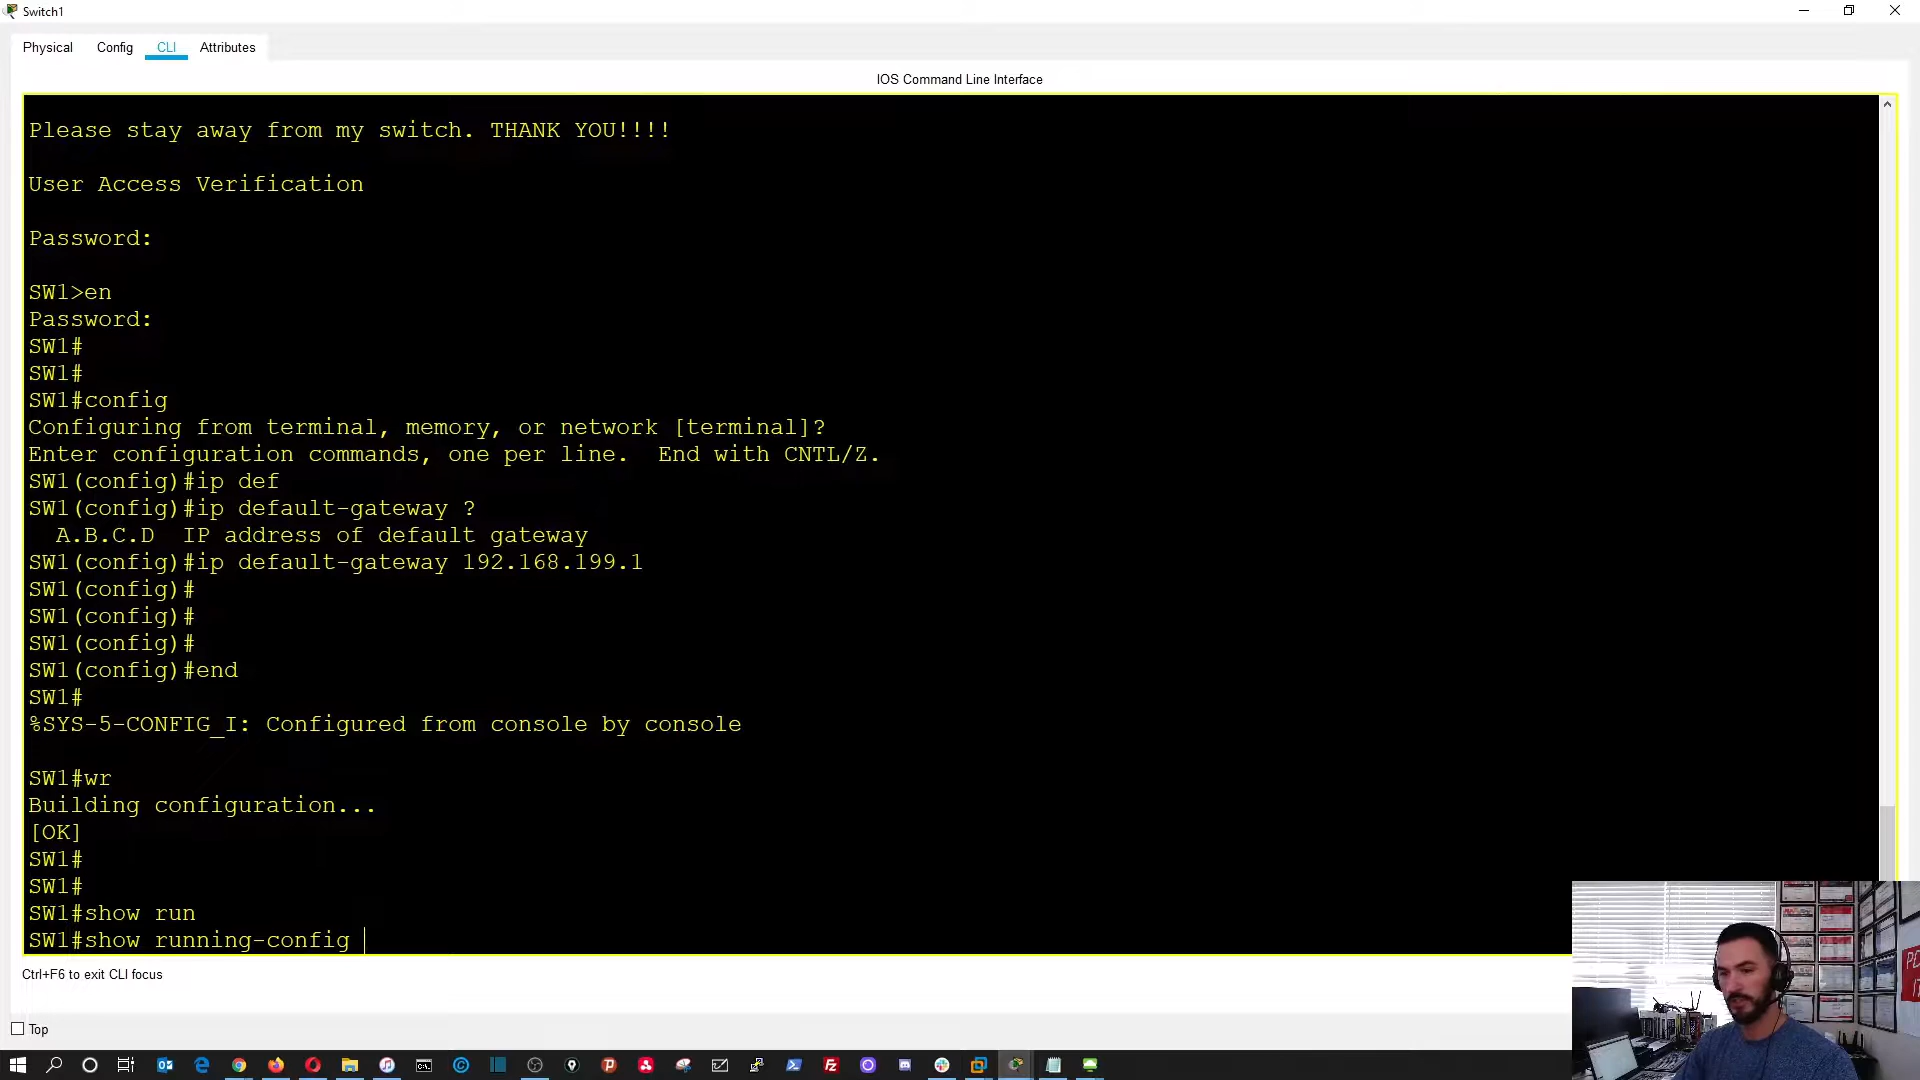 Switch1
Physical Config CLI Attributes
IOS Command Line Interface
Please stay away from my switch. THANK YOU!!!!
User Access Verification
Password:
SW1>en
Password:
SW1#
SW1#
SW1#config
Configuring from terminal, memory, or network [terminal]?
Enter configuration commands, one per line.  End with CNTL/Z.
SW1(config)#ip def
SW1(config)#ip default-gateway ?
  A.B.C.D  IP address of default gateway
SW1(config)#ip default-gateway 192.168.199.1
SW1(config)#
SW1(config)#
SW1(config)#
SW1(config)#end
SW1#
%SYS-5-CONFIG_I: Configured from console by console
SW1#wr
Building configuration...
[OK]
SW1#
SW1#
SW1#show run
SW1#show running-config
Ctrl+F6 to exit CLI focus
Top